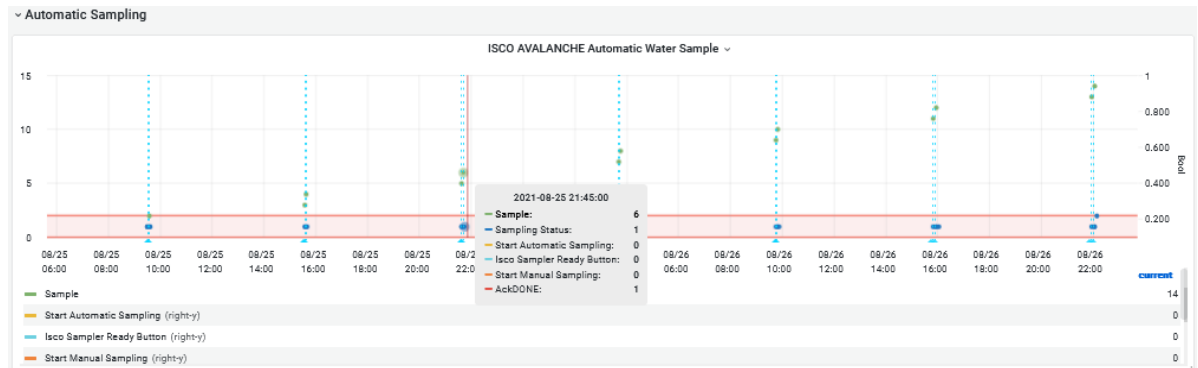 Automatic Sampling
ISCO AVALANCHE Automatic Water Sample
15
10
5
0
1
0.800
0.600
0.400
0.200
Bool
08/25 08/25 08/25 08/25 08/25 08/25 08/25 08/25 08/2
06:00 08:00 10:00 12:00 14:00 16:00 18:00 20:00 22:0
08/26 08/26 08/26 08/26 08/26 08/26 08/26 08/26 08/26
06:00 08:00 10:00 12:00 14:00 16:00 18:00 20:00 22:00
2021-08-25 21:45:00
Sample: 6
Sampling Status: 1
Start Automatic Sampling: 0
Isco Sampler Ready Button: 0
Start Manual Sampling: 0
AckDONE: 1
current
Sample 14
Start Automatic Sampling (right-y) 0
Isco Sampler Ready Button (right-y) 0
Start Manual Sampling (right-y) 0